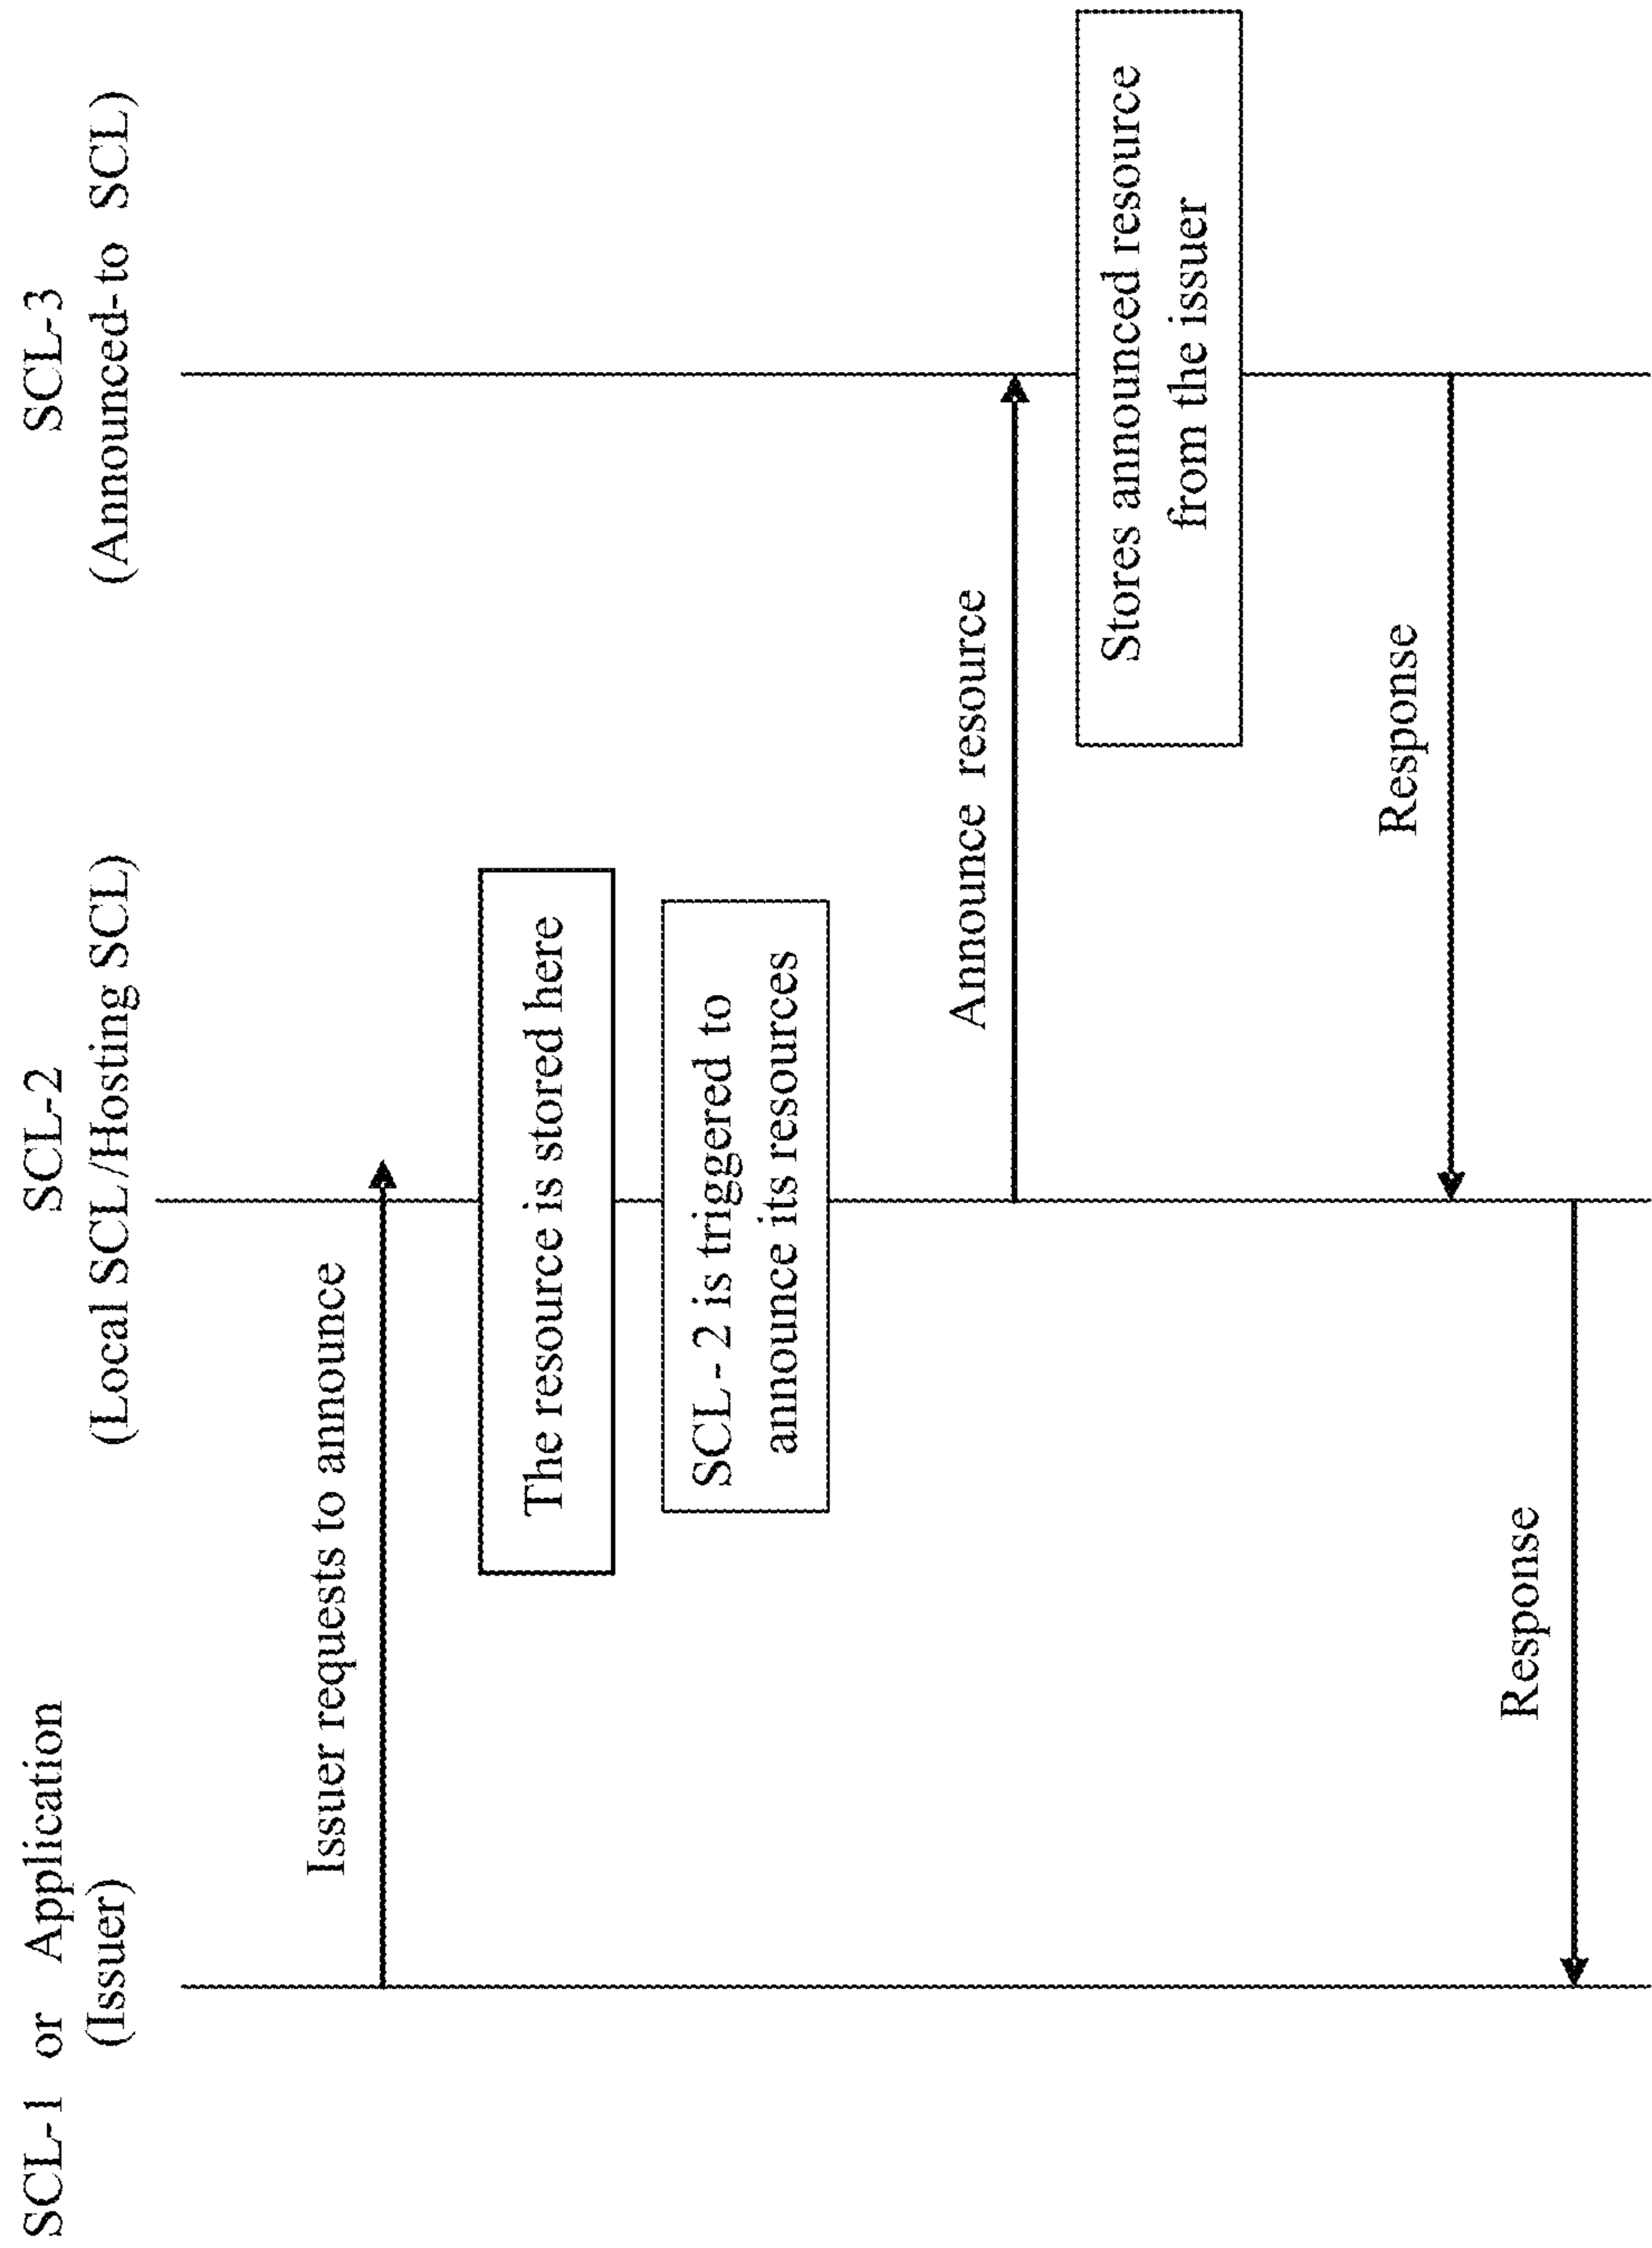 SCL-1 or Application
(Issuer)
SCL-2
(Local SCL/Hosting SCL)
SCL-3
(Announced-to SCL)
Issuer requests to announce
The resource is stored here
SCL-2 is triggered to
announce its resources
Announce resource
Stores announced resource
from the issuer
Response
Response